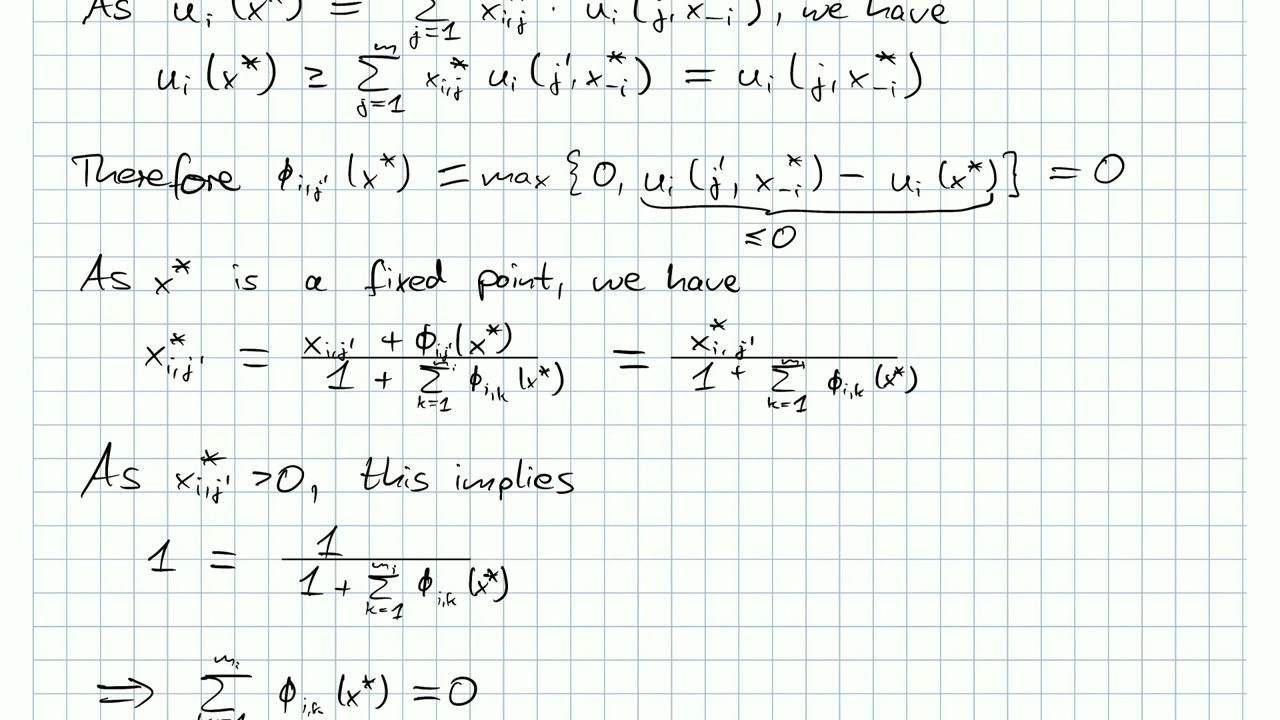 As u_i(x*) = Σ_{j=1} x*_{i,j} · u_i(j, x_{-i}), we have
u_i(x*) ≥ Σ_{j=1}^{m} x*_{i,j} u_i(j', x*_{-i}) = u_i(j, x*_{-i})
Therefore ϕ_{i,j'}(x*) = max{0, u_i(j', x*_{-i}) - u_i(x*)} = 0
≤ 0
As x* is a fixed point, we have
x*_{i,j'} = (x_{i,j'} + ϕ_{i,j'}(x*)) / (1 + Σ_{k=1}^{m_i} ϕ_{i,k}(x*)) = x*_{i,j'} / (1 + Σ_{k=1}^{m_i} ϕ_{i,k}(x*))
As x*_{i,j'} > 0, this implies
1 = 1 / (1 + Σ_{k=1}^{m_i} ϕ_{i,k}(x*))
⟹ Σ_{k=1}^{m_i} ϕ_{i,k}(x*) = 0